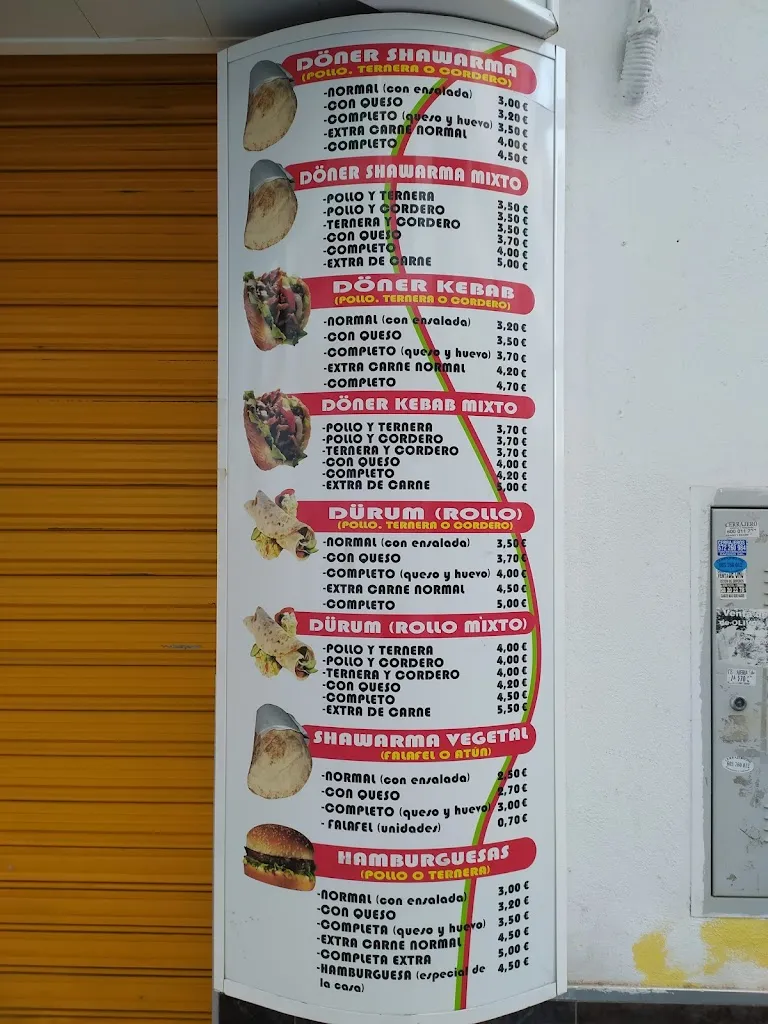 DÖNER SHAWARMA
(POLLO. TERNERA O CORDERO)
-NORMAL (con ensalada) 3,00 €
-CON QUESO 3,20 €
-COMPLETO (queso y huevo) 3,50 €
-EXTRA CARNE NORMAL 4,00 €
-COMPLETO 4,50 €
DÖNER SHAWARMA MIXTO
-POLLO Y TERNERA 3,50 €
-POLLO Y CORDERO 3,50 €
-TERNERA Y CORDERO 3,50 €
-CON QUESO 3,70 €
-COMPLETO 4,00 €
-EXTRA DE CARNE 5,00 €
DÖNER KEBAB
(POLLO. TERNERA O CORDERO)
-NORMAL (con ensalada) 3,20 €
-CON QUESO 3,50 €
-COMPLETO (queso y huevo) 3,70 €
-EXTRA CARNE NORMAL 4,20 €
-COMPLETO 4,70 €
DÖNER KEBAB MIXTO
-POLLO Y TERNERA 3,70 €
-POLLO Y CORDERO 3,70 €
-TERNERA Y CORDERO 3,70 €
-CON QUESO 4,00 €
-COMPLETO 4,20 €
-EXTRA DE CARNE 5,00 €
DÜRUM (ROLLO)
(POLLO. TERNERA O CORDERO)
-NORMAL (con ensalada) 3,50 €
-CON QUESO 3,70 €
-COMPLETO (queso y huevo) 4,00 €
-EXTRA CARNE NORMAL 4,50 €
-COMPLETO 5,00 €
DÜRUM (ROLLO MIXTO)
-POLLO Y TERNERA 4,00 €
-POLLO Y CORDERO 4,00 €
-TERNERA Y CORDERO 4,00 €
-CON QUESO 4,20 €
-COMPLETO 4,50 €
-EXTRA DE CARNE 5,50 €
SHAWARMA VEGETAL
(FALAFEL O ATÚN)
-NORMAL (con ensalada) 2,50 €
-CON QUESO 2,70 €
-COMPLETO (queso y huevo) 3,00 €
- FALAFEL (unidades) 0,70 €
HAMBURGUESAS
(POLLO O TERNERA)
-NORMAL (con ensalada) 3,00 €
-CON QUESO 3,20 €
-COMPLETA (queso y huevo) 3,50 €
-EXTRA CARNE NORMAL 4,50 €
-COMPLETA EXTRA 5,00 €
-HAMBURGUESA (especial de 4,50 €
la casa)
CERRAJERO